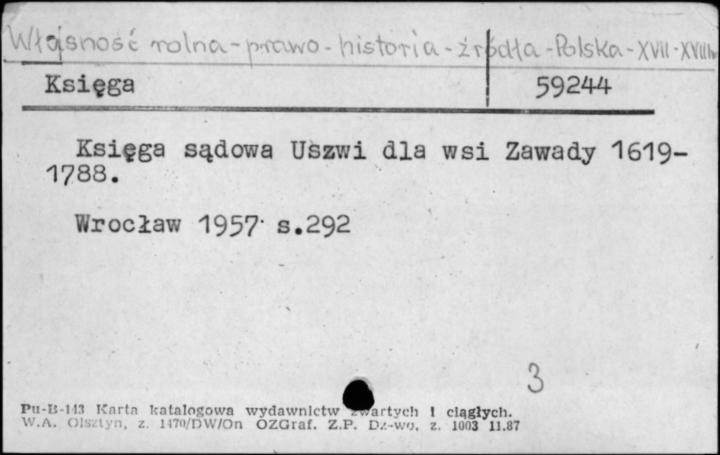 Własność rolna - prawo - historia - źródła - Polska - XVII - XVIIIw
Księga 59244
Księga sądowa Uszwi dla wsi Zawady 1619-
1788.
Wrocław 1957 s.292
3
Pu-B-143 Karta katalogowa wydawnictw zwartych i ciągłych.
W.A. Olsztyn, z. 1470/DW/On OZGraf. Z.P. Dz-wo, z. 1003 11.87